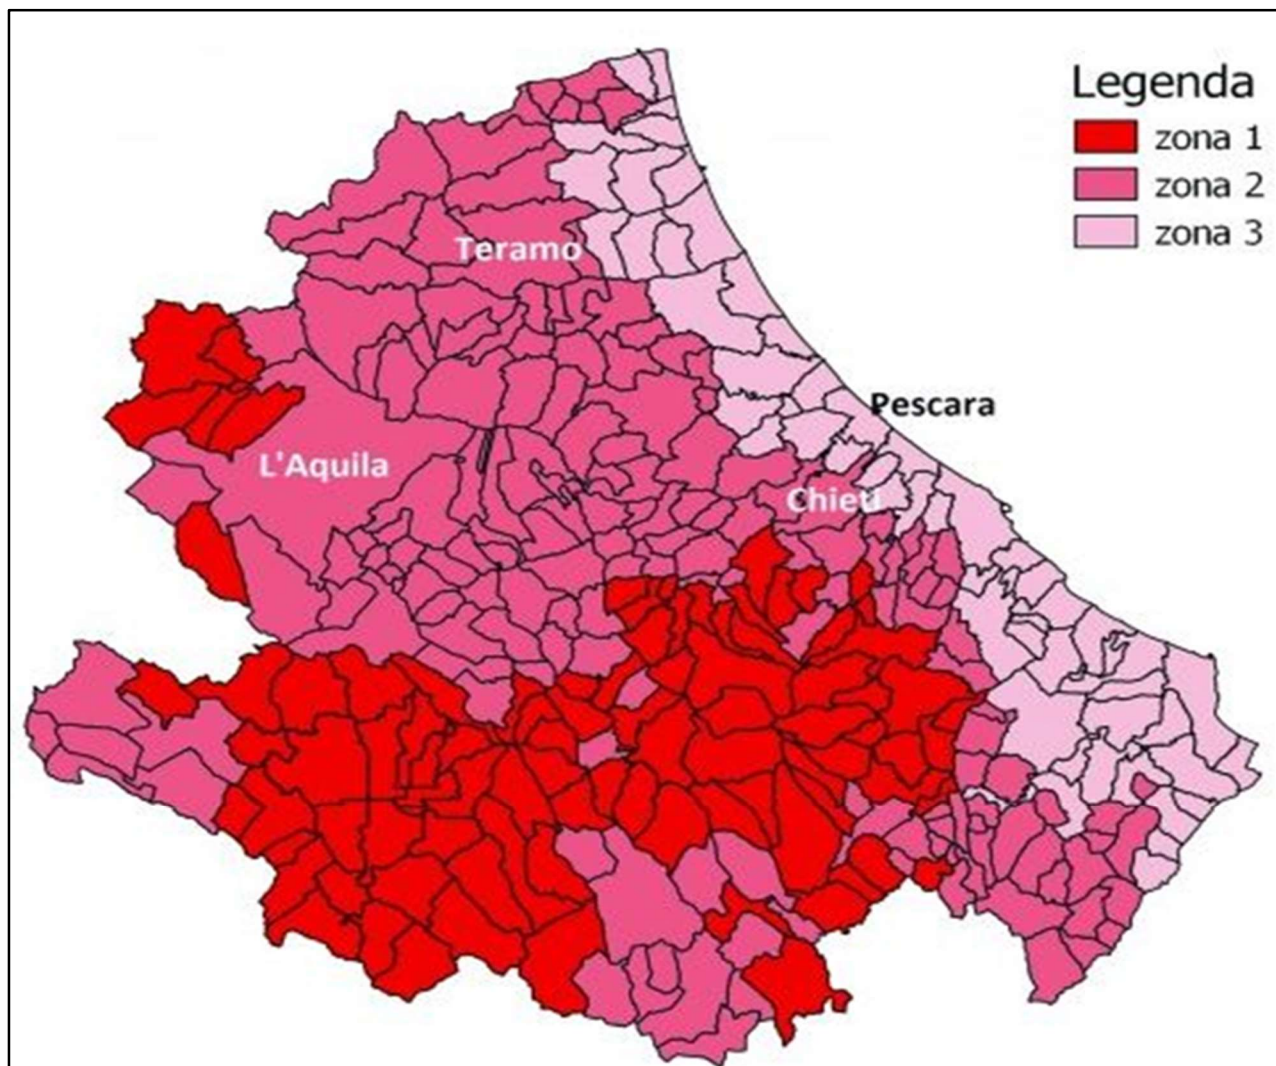 Legenda
zona 1
zona 2
zona 3
Teramo
Pescara
L'Aquila
Chieti